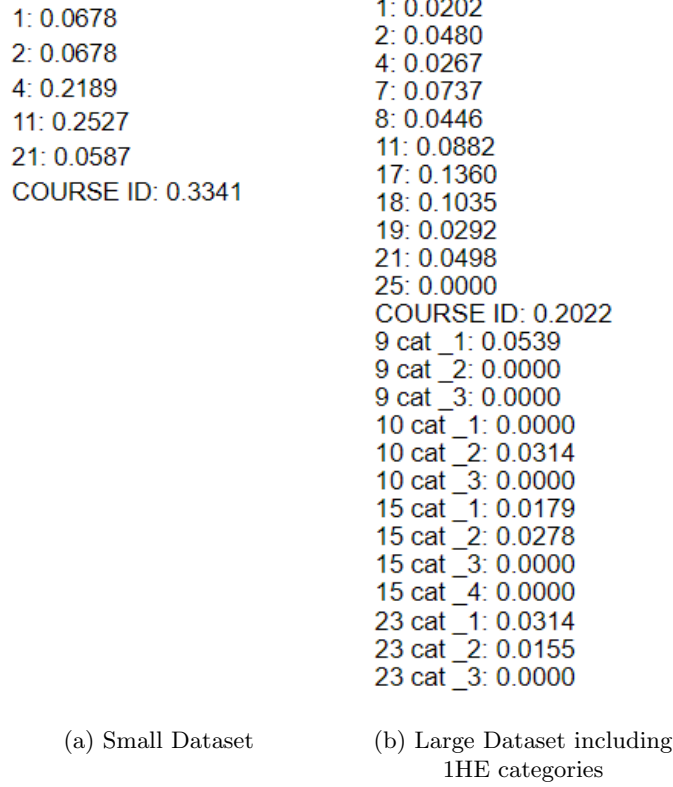 1: 0.0678
2: 0.0678
4: 0.2189
11: 0.2527
21: 0.0587
COURSE ID: 0.3341
1: 0.0202
2: 0.0480
4: 0.0267
7: 0.0737
8: 0.0446
11: 0.0882
17: 0.1360
18: 0.1035
19: 0.0292
21: 0.0498
25: 0.0000
COURSE ID: 0.2022
9 cat _1: 0.0539
9 cat _2: 0.0000
9 cat _3: 0.0000
10 cat _1: 0.0000
10 cat _2: 0.0314
10 cat _3: 0.0000
15 cat _1: 0.0179
15 cat _2: 0.0278
15 cat _3: 0.0000
15 cat _4: 0.0000
23 cat _1: 0.0314
23 cat _2: 0.0155
23 cat _3: 0.0000
(a) Small Dataset
(b) Large Dataset including
1HE categories